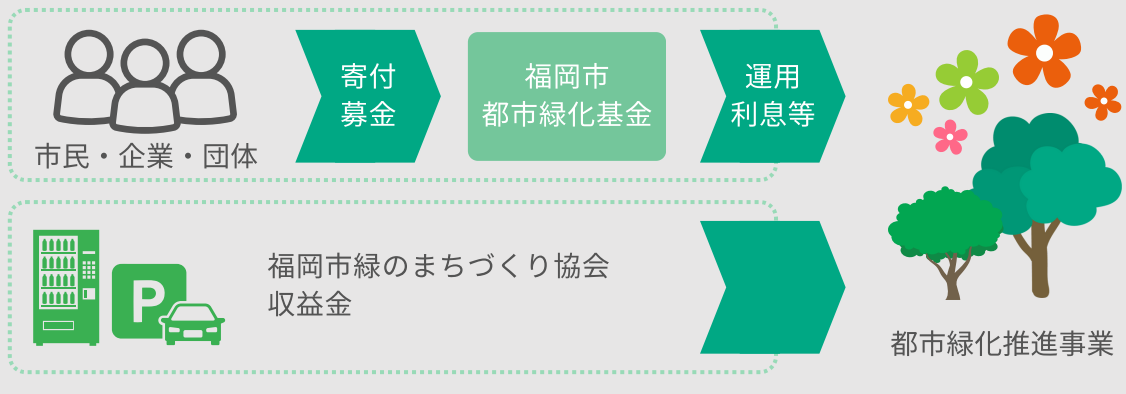 市民・企業・団体
寄付
募金
福岡市
都市緑化基金
運用
利息等
P
福岡市緑のまちづくり協会
収益金
都市緑化推進事業